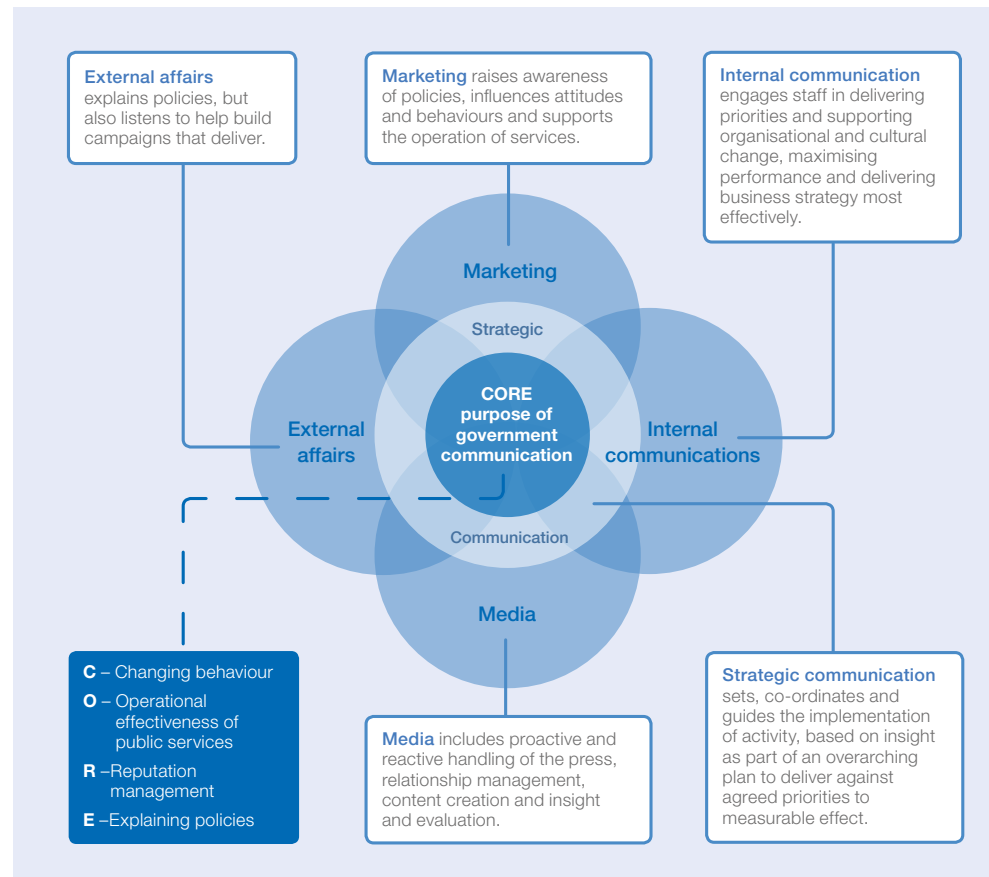 External affairs
explains policies, but
also listens to help build
campaigns that deliver.
Marketing raises awareness
of policies, influences attitudes
and behaviours and supports
the operation of services.
Internal communication
engages staff in delivering
priorities and supporting
organisational and cultural
change, maximising
performance and delivering
business strategy most
effectively.
Marketing
Strategic
CORE
purpose of
government
communication
External
affairs
Internal
communications
Communication
Media
C – Changing behaviour
O – Operational
effectiveness of
public services
R –Reputation
management
E –Explaining policies
Media includes proactive and
reactive handling of the press,
relationship management,
content creation and insight
and evaluation.
Strategic communication
sets, co-ordinates and
guides the implementation
of activity, based on insight
as part of an overarching
plan to deliver against
agreed priorities to
measurable effect.